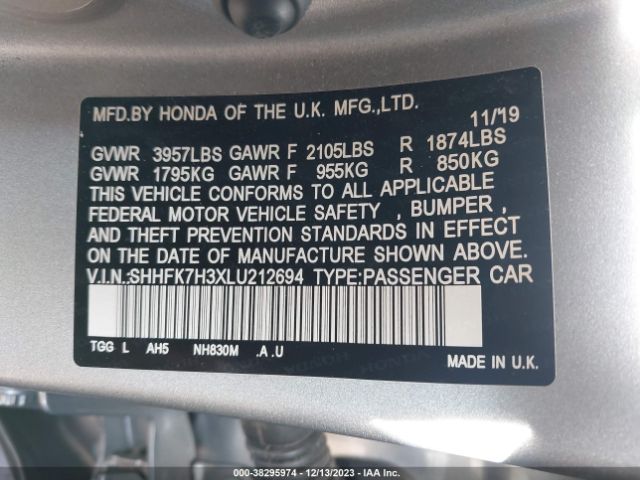 MFD.BY HONDA OF THE U.K. MFG.,LTD. 11/19
GVWR 3957LBS GAWR F 2105LBS R 1874LBS
GVWR 1795KG GAWR F 955KG R 850KG
THIS VEHICLE CONFORMS TO ALL APPLICABLE
FEDERAL MOTOR VEHICLE SAFETY , BUMPER ,
AND THEFT PREVENTION STANDARDS IN EFFECT
ON THE DATE OF MANUFACTURE SHOWN ABOVE.
V.I.N.:SHHFK7H3XLU212694 TYPE:PASSENGER CAR
TGG L AH5 NH830M .A .U
MADE IN U.K.
HONDA
000-38295974 / 12/13/2023 / IAA Inc.